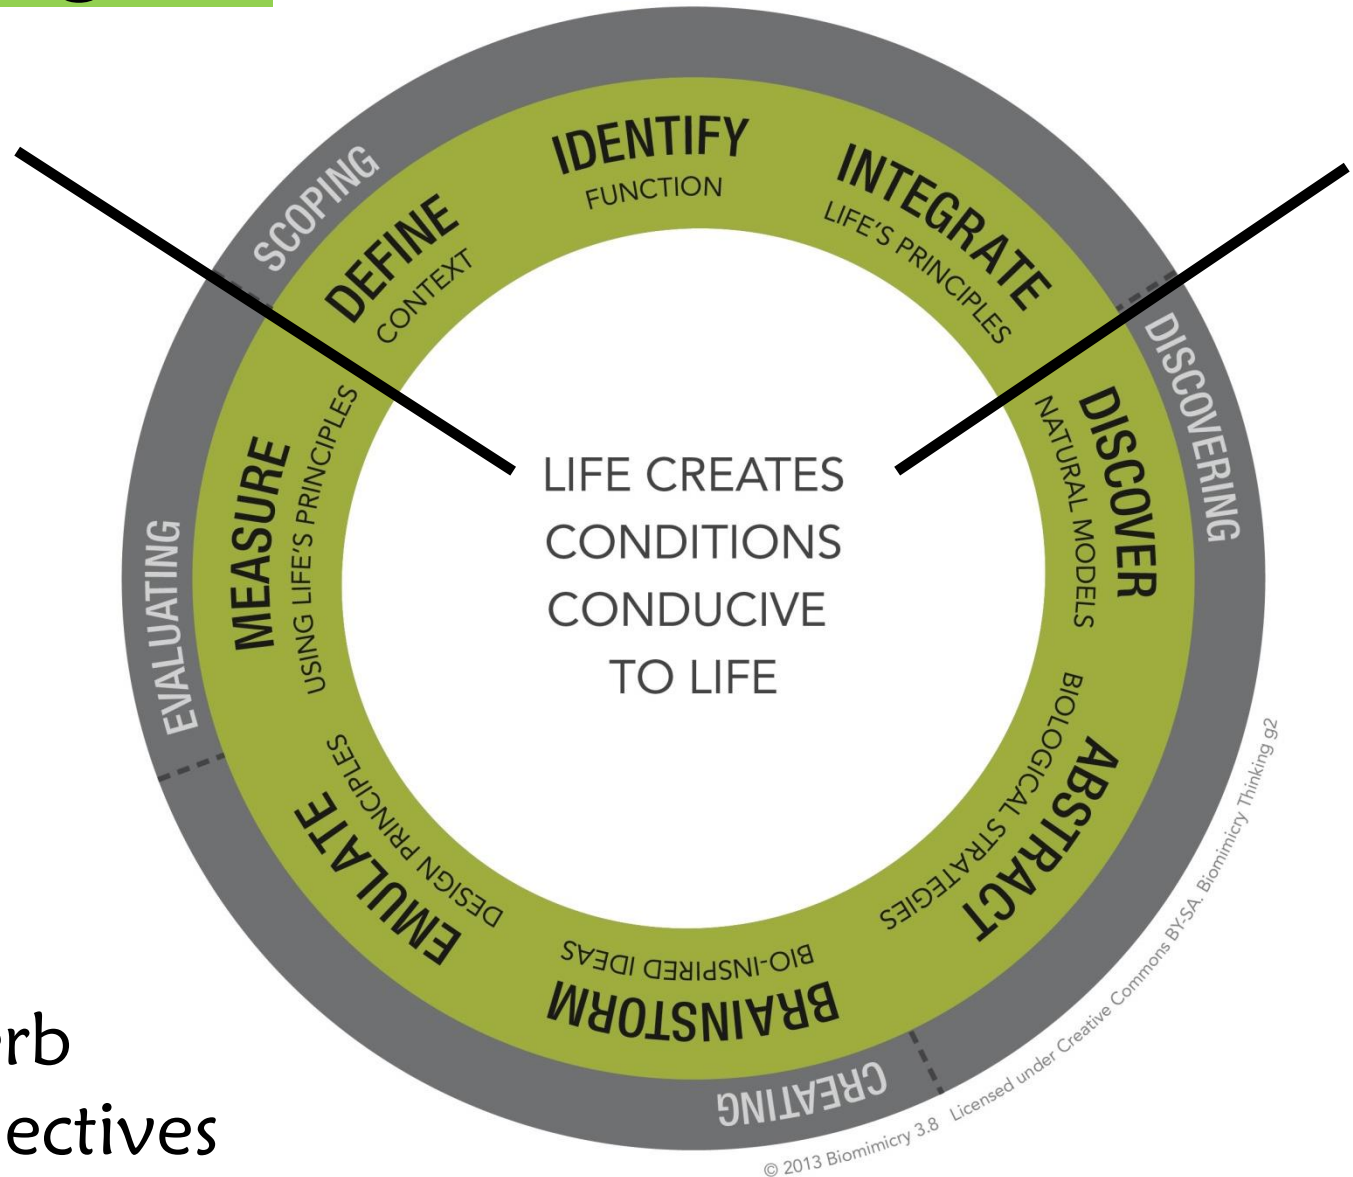 SCOPING
DEFINE
CONTEXT
IDENTIFY
FUNCTION
INTEGRATE
LIFE'S PRINCIPLES
DISCOVERING
DISCOVER
NATURAL MODELS
ABSTRACT
BIOLOGICAL STRATEGIES
CREATING
BRAINSTORM
BIO-INSPIRED IDEAS
EMULATE
DESIGN PRINCIPLES
EVALUATING
MEASURE
USING LIFE'S PRINCIPLES
LIFE CREATES
CONDITIONS
CONDUCIVE
TO LIFE
© 2013 Biomimicry 3.8 Licensed under Creative Commons BY-SA. Biomimicry Thinking g2
rb
ectives